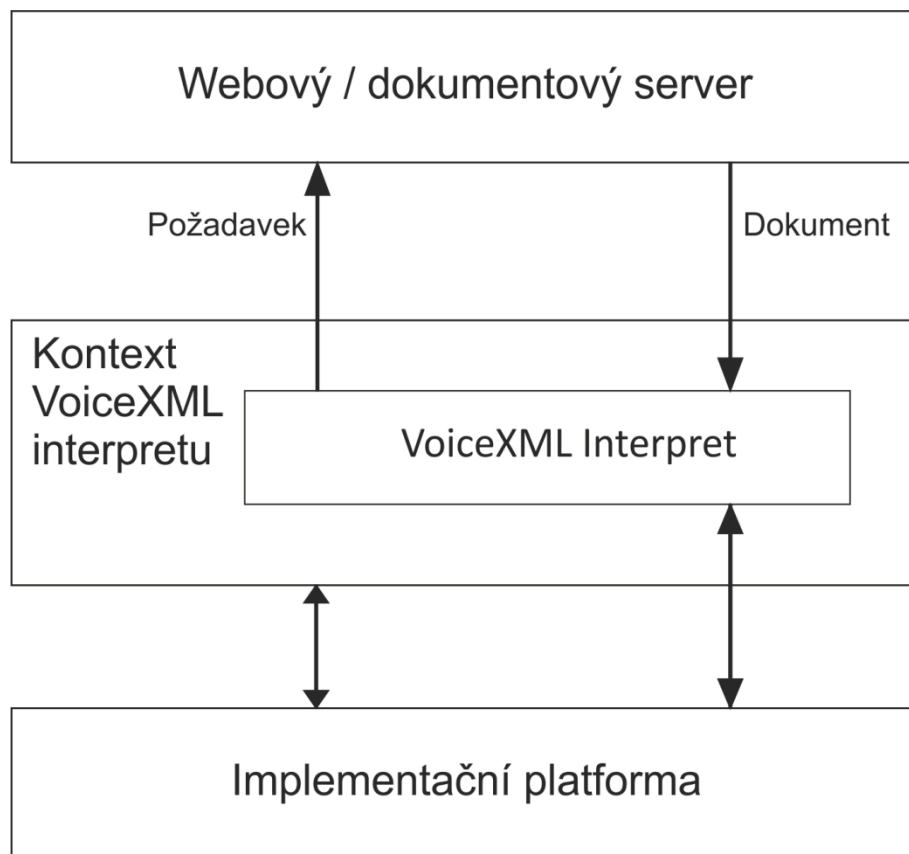 Webový / dokumentový server
Požadavek
Dokument
Kontext
VoiceXML
interpretu
VoiceXML Interpret
Implementační platforma